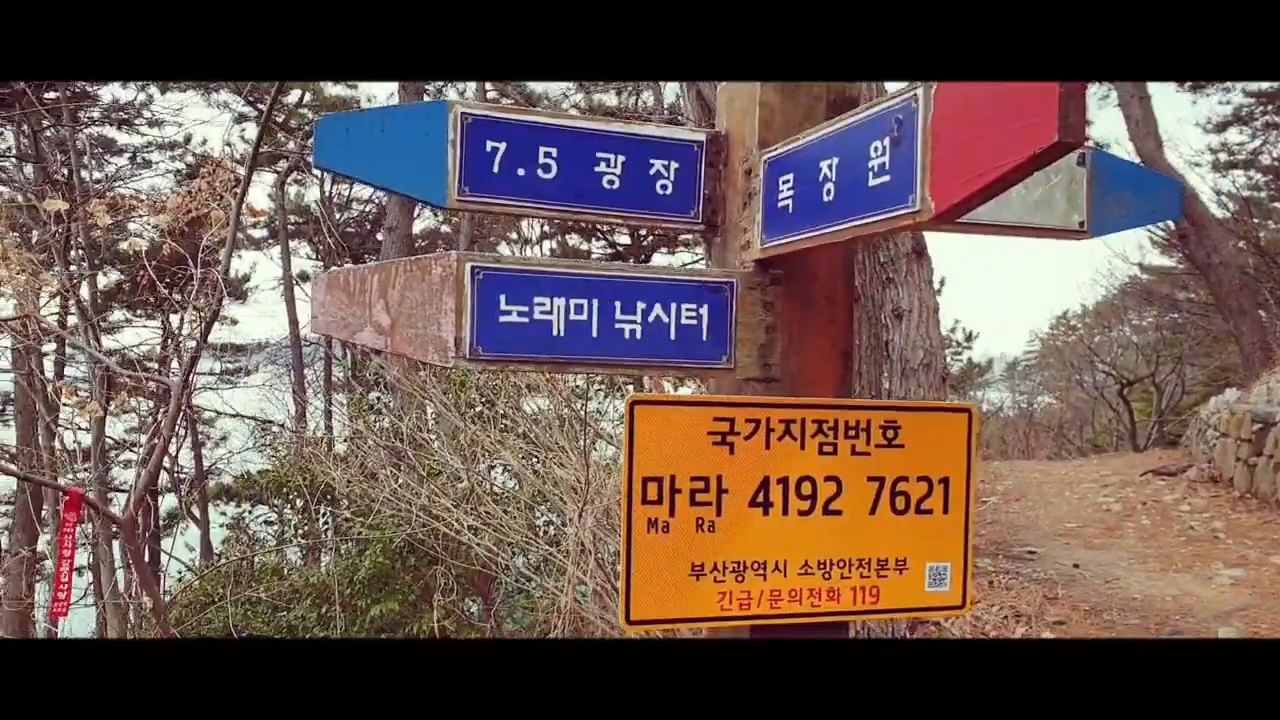 7.5 광장
목장원
노래미 낚시터
국가지점번호
마라 4192 7621
Ma Ra
부산광역시 소방안전본부
긴급/문의전화 119